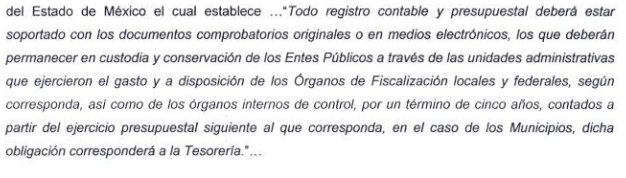 del Estado de México el cual establece …"Todo registro contable y presupuestal deberá estar
soportado con los documentos comprobatorios originales o en medios electrónicos, los que deberán
permanecer en custodia y conservación de los Entes Públicos a través de las unidades administrativas
que ejercieron el gasto y a disposición de los Órganos de Fiscalización locales y federales, según
corresponda, así como de los órganos internos de control, por un término de cinco años, contados a
partir del ejercicio presupuestal siguiente al que corresponda, en el caso de los Municipios, dicha
obligación corresponderá a la Tesorería."…